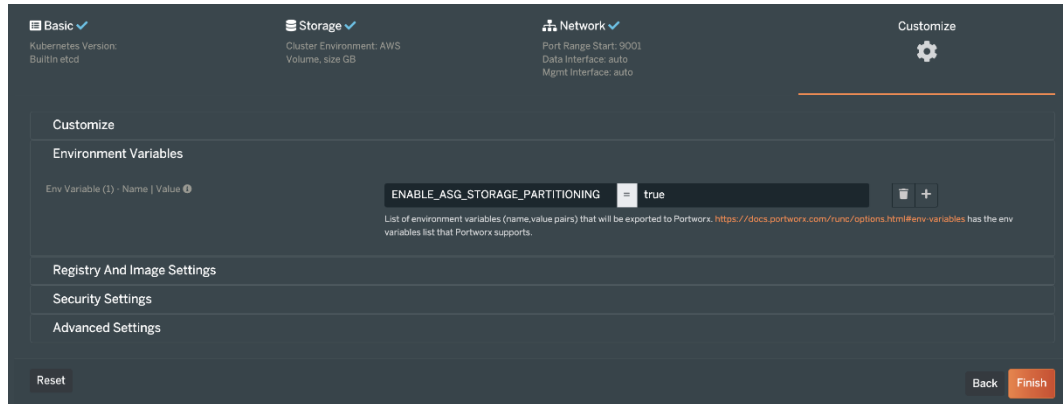 Basic
Storage
Network
Customize
Kubernetes Version:
Cluster Environment: AWS
Port Range Start: 9001
Builtin etcd
Volume, size GB
Data Interface: auto
Mgmt Interface: auto
Customize
Environment Variables
Env Variable (1) - Name | Value
ENABLE_ASG_STORAGE_PARTITIONING = true
List of environment variables (name,value pairs) that will be exported to Portworx. https://docs.portworx.com/runc/options.html#env-variables has the env
variables list that Portworx supports.
Registry And Image Settings
Security Settings
Advanced Settings
Reset
Back
Finish